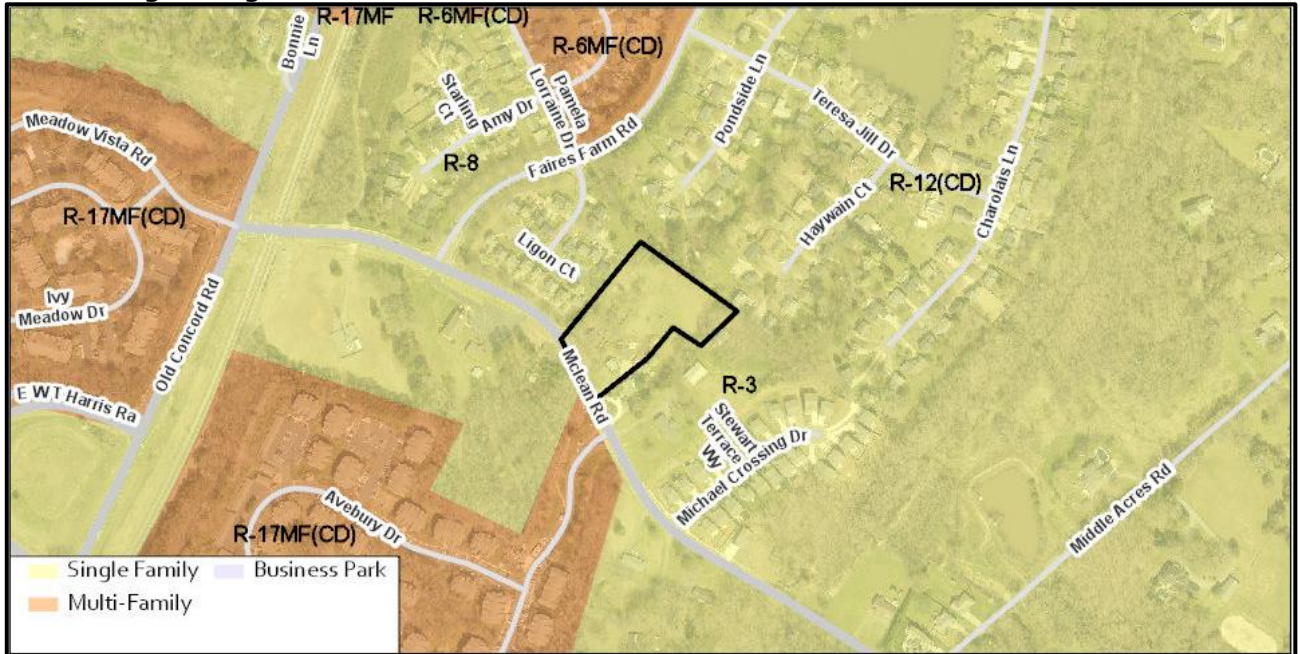 R-17MF
R-6MF(CD)
Bonnie
Ln
R-6MF(CD)
Starling
Ct
Amy Dr
Pamela
Lorraine Dr
Pondside Ln
Teresa Jill Dr
Meadow Vista Rd
Faires Farm Rd
R-8
R-12(CD)
Charolais Ln
Haywain Ct
R-17MF(CD)
Ligon Ct
Ivy
Meadow Dr
Old Concord Rd
Mclean Rd
R-3
E WT Harris Ra
Stewart
Terrace
Wy
Michael Crossing Dr
Middle Acres Rd
Avebury Dr
R-17MF(CD)
Single Family
Business Park
Multi-Family